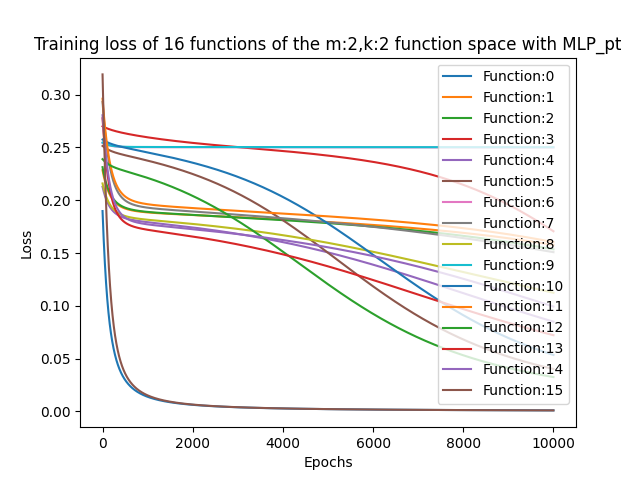 Training loss of 16 functions of the m:2,k:2 function space with MLP_pt
0.30
0.25
0.20
0.15
0.10
0.05
0.00
Loss
0
2000
4000
6000
8000
10000
Epochs
Function:0
Function:1
Function:2
Function:3
Function:4
Function:5
Function:6
Function:7
Function:8
Function:9
Function:10
Function:11
Function:12
Function:13
Function:14
Function:15